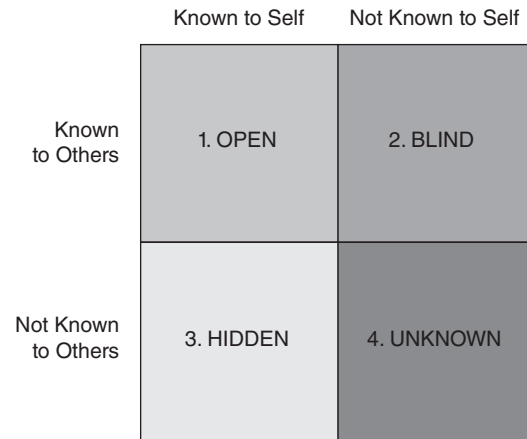 Known to Self
Not Known to Self
Known
to Others
1. OPEN
2. BLIND
Not Known
to Others
3. HIDDEN
4. UNKNOWN